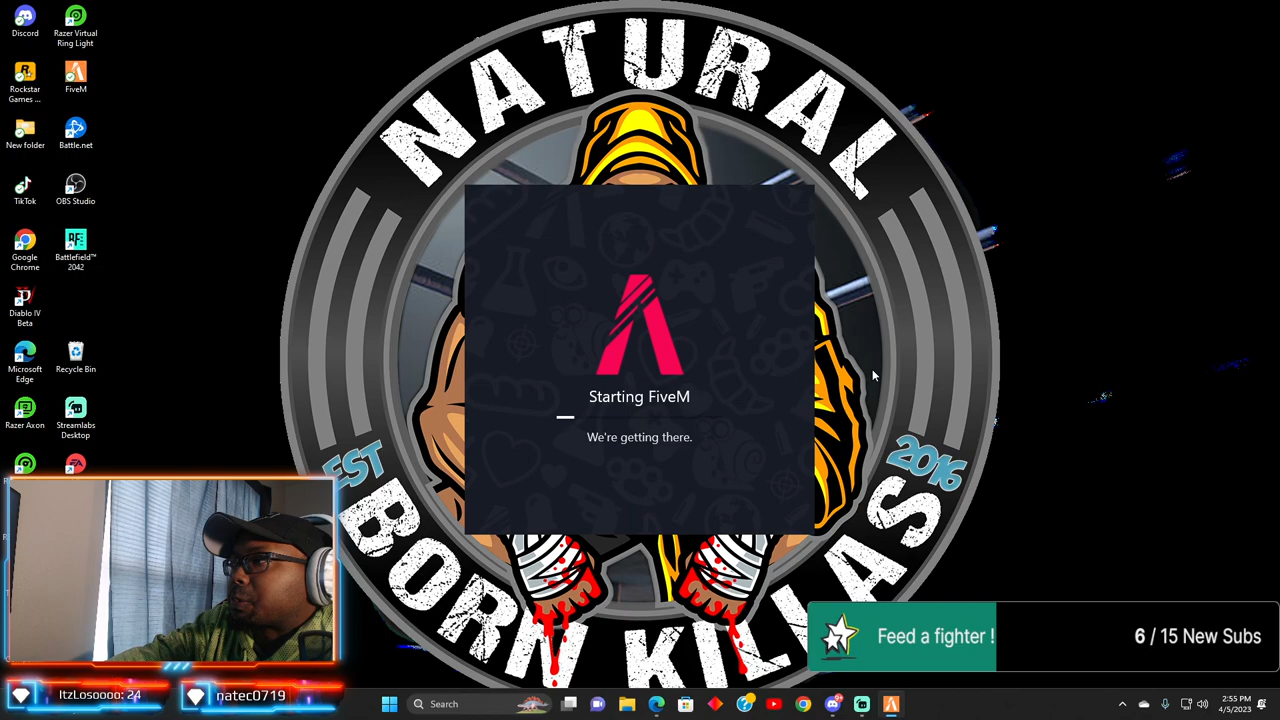 Discord
Razer Virtual
Ring Light
Rockstar
Games ...
FiveM
New folder
Battle.net
TikTok
OBS Studio
Google
Chrome
Battlefield™
2042
Diablo IV
Beta
Microsoft
Edge
Recycle Bin
Razer Axon
Streamlabs
Desktop
NATURAL
BORN KILLAS
EST
2016
Starting FiveM
We're getting there.
Feed a fighter !
6 / 15 New Subs
ItzLosoooo: 24
natec0719
Search
2:55 PM
4/5/2023